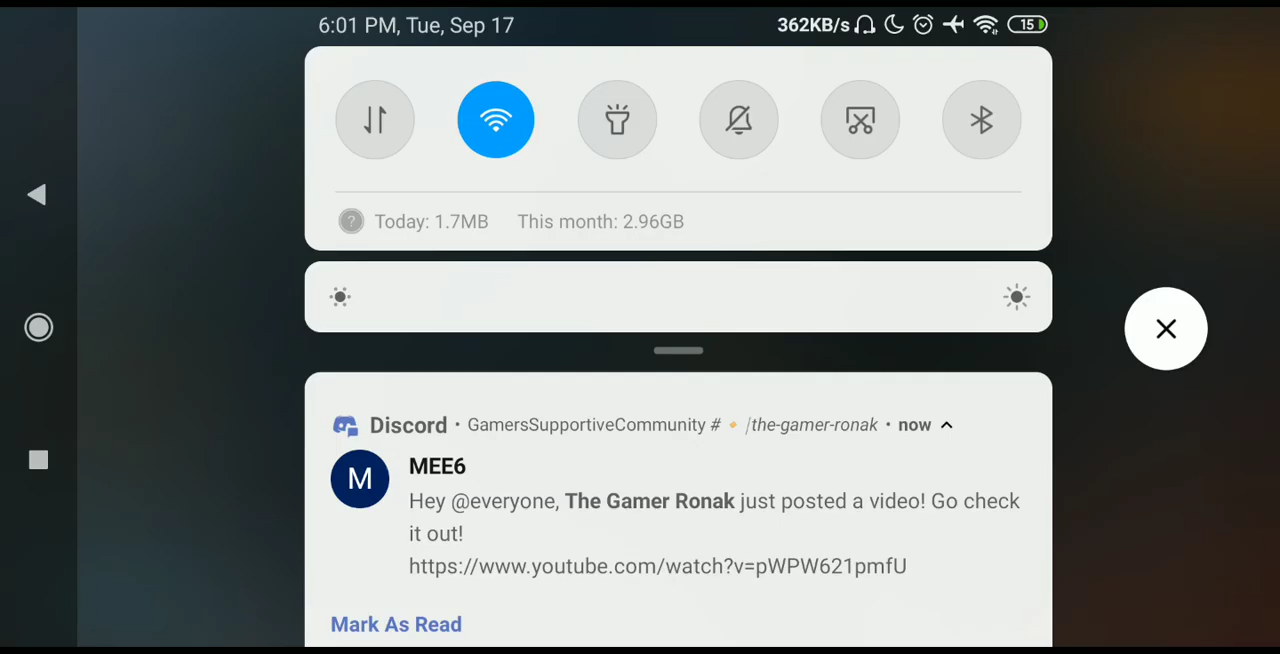 6:01 PM, Tue, Sep 17 362KB/s 15
Today: 1.7MB This month: 2.96GB
Discord · GamersSupportiveCommunity #🔸|the-gamer-ronak · now
M
MEE6
Hey @everyone, The Gamer Ronak just posted a video! Go check
it out!
https://www.youtube.com/watch?v=pWPW621pmfU
Mark As Read